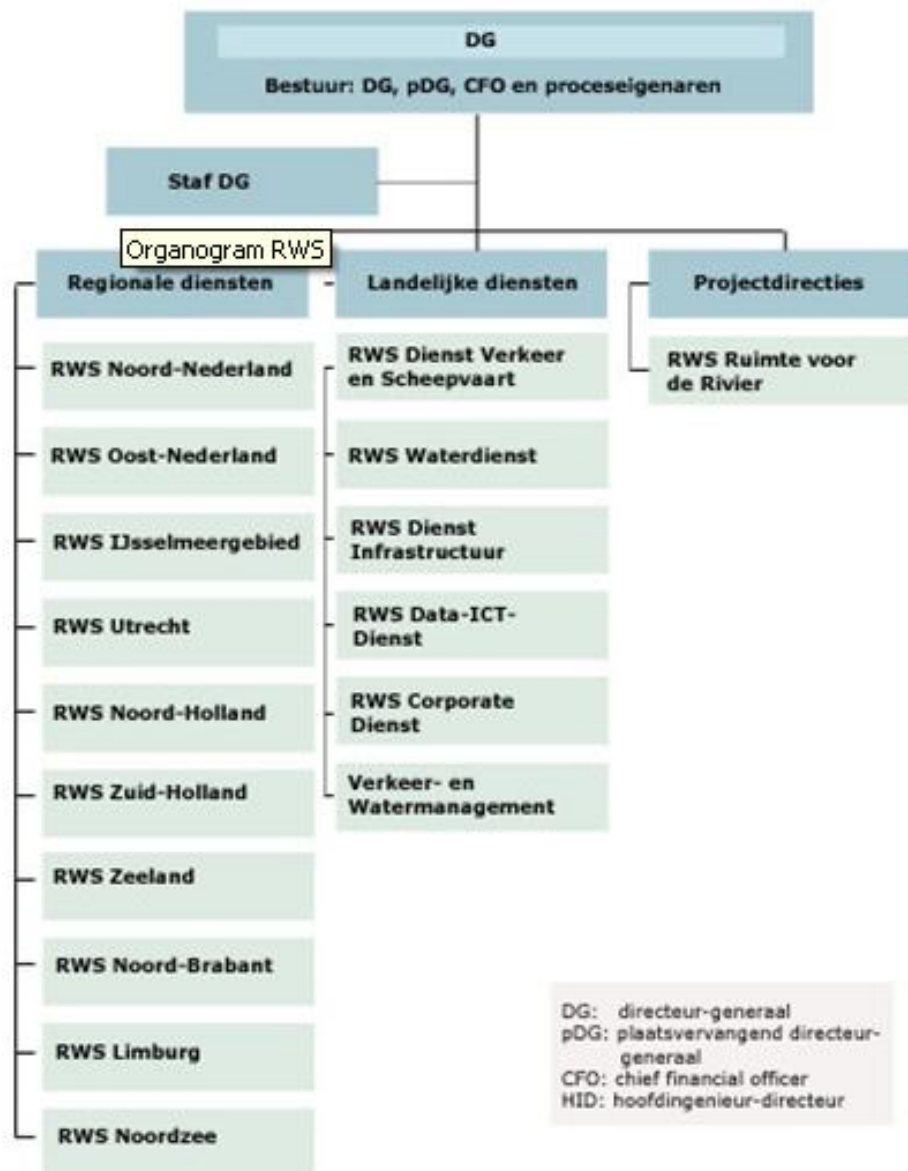 DG
Bestuur: DG, pDG, CFO en proceseigenaren
Staf DG
Organogram RWS
Regionale diensten
RWS Noord-Nederland
RWS Oost-Nederland
RWS IJsselmeergebied
RWS Utrecht
RWS Noord-Holland
RWS Zuid-Holland
RWS Zeeland
RWS Noord-Brabant
RWS Limburg
RWS Noordzee
Landelijke diensten
RWS Dienst Verkeer
en Scheepvaart
RWS Waterdienst
RWS Dienst
Infrastructuur
RWS Data-ICT-
Dienst
RWS Corporate
Dienst
Verkeer- en
Watermanagement
Projectdirecties
RWS Ruimte voor
de Rivier
DG: directeur-generaal
pDG: plaatsvervangend directeur-
generaal
CFO: chief financial officer
HID: hoofdingenieur-directeur